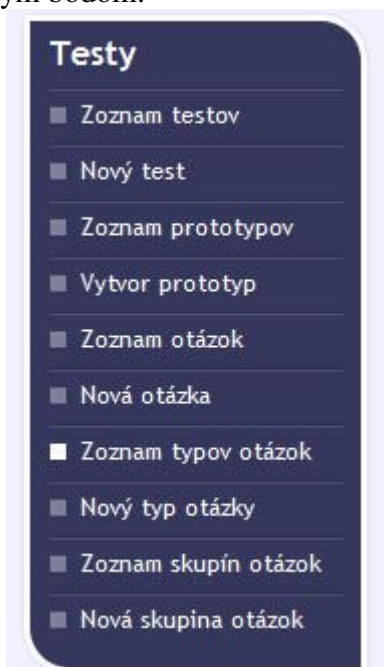 bodom.
Testy
Zoznam testov
Nový test
Zoznam prototypov
Vytvor prototyp
Zoznam otázok
Nová otázka
Zoznam typov otázok
Nový typ otázky
Zoznam skupín otázok
Nová skupina otázok